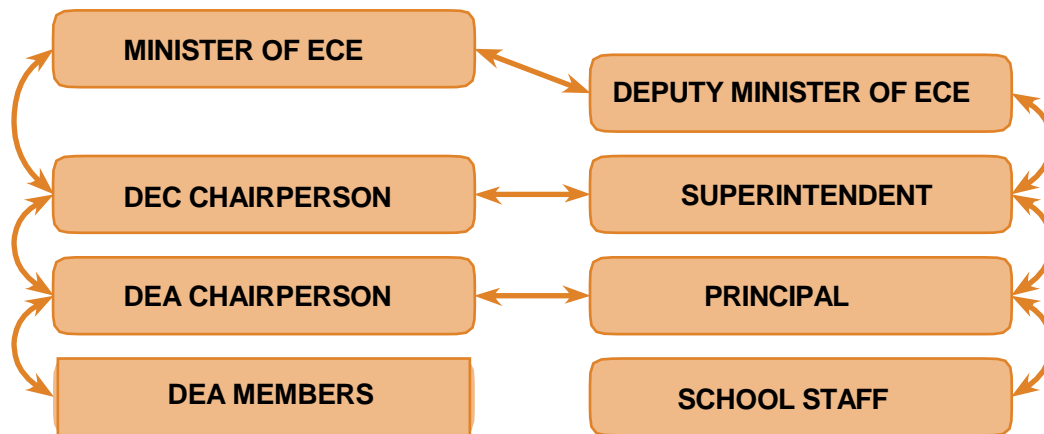 MINISTER OF ECE
DEPUTY MINISTER OF ECE
DEC CHAIRPERSON
SUPERINTENDENT
DEA CHAIRPERSON
PRINCIPAL
DEA MEMBERS
SCHOOL STAFF